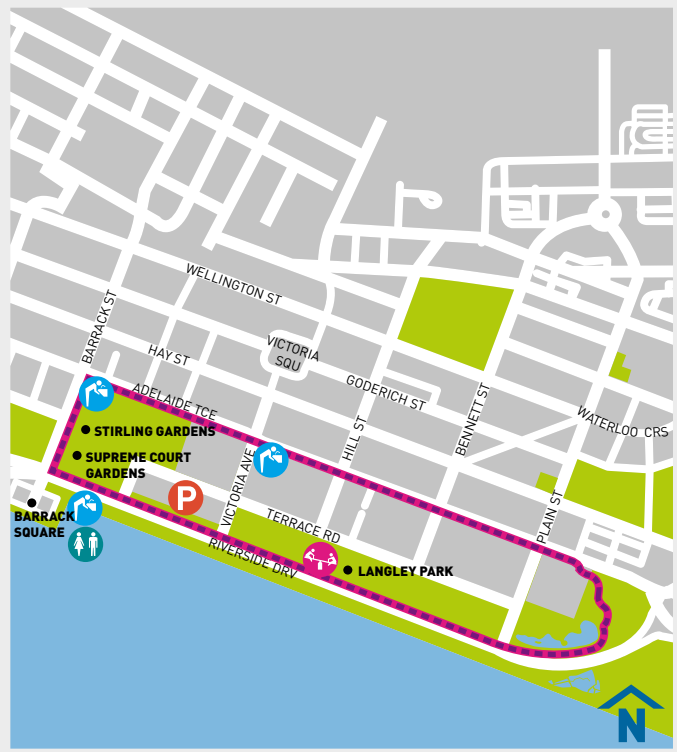 WELLINGTON ST
BARRACK ST
VICTORIA
SQU
HAY ST
GODERICH ST
ADELAIDE TCE
BENNETT ST
WATERLOO CRS
HILL ST
STIRLING GARDENS
SUPREME COURT
GARDENS
VICTORIA AVE
P
PLAIN ST
BARRACK
SQUARE
TERRACE RD
RIVERSIDE DRV
LANGLEY PARK
N